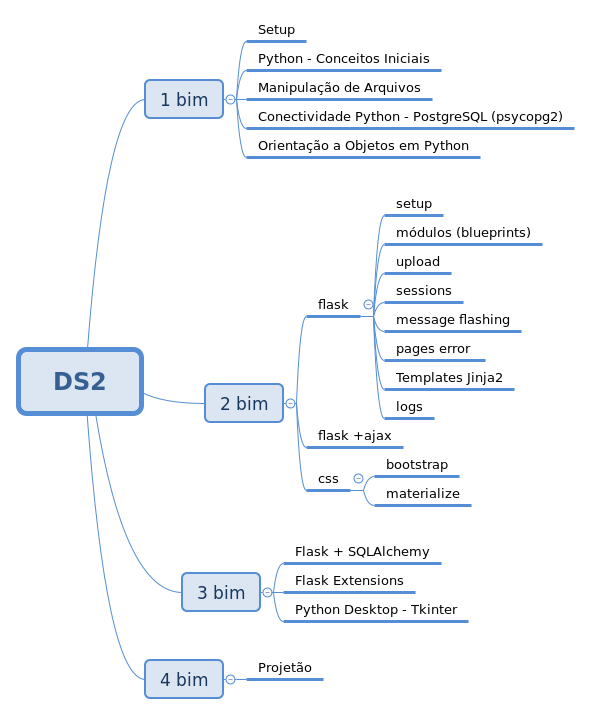 DS2
1 bim
Setup
Python - Conceitos Iniciais
Manipulação de Arquivos
Conectividade Python - PostgreSQL (psycopg2)
Orientação a Objetos em Python
2 bim
flask
setup
módulos (blueprints)
upload
sessions
message flashing
pages error
Templates Jinja2
logs
flask +ajax
css
bootstrap
materialize
3 bim
Flask + SQLAlchemy
Flask Extensions
Python Desktop - Tkinter
4 bim
Projetão